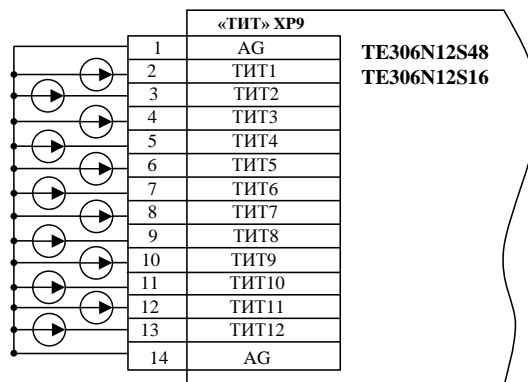 «ТИТ» XP9
1 AG
2 ТИТ1
3 ТИТ2
4 ТИТ3
5 ТИТ4
6 ТИТ5
7 ТИТ6
8 ТИТ7
9 ТИТ8
10 ТИТ9
11 ТИТ10
12 ТИТ11
13 ТИТ12
14 AG
TE306N12S48
TE306N12S16